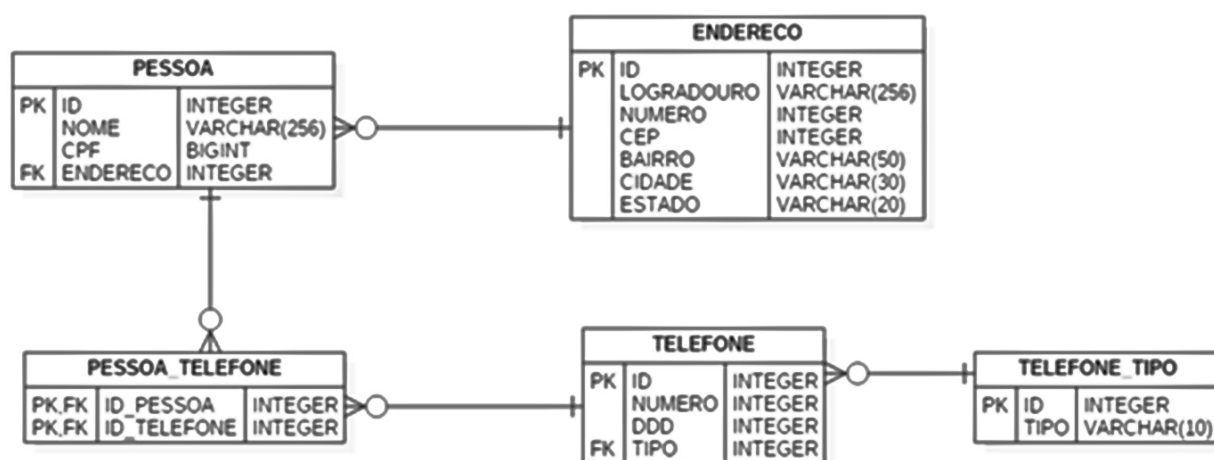 PESSOA
PK ID INTEGER
NOME VARCHAR(256)
CPF BIGINT
FK ENDERECO INTEGER
ENDERECO
PK ID INTEGER
LOGRADOURO VARCHAR(256)
NUMERO INTEGER
CEP INTEGER
BAIRRO VARCHAR(50)
CIDADE VARCHAR(30)
ESTADO VARCHAR(20)
PESSOA_TELEFONE
PK,FK ID_PESSOA INTEGER
PK,FK ID_TELEFONE INTEGER
TELEFONE
PK ID INTEGER
NUMERO INTEGER
DDD INTEGER
FK TIPO INTEGER
TELEFONE_TIPO
PK ID INTEGER
TIPO VARCHAR(10)